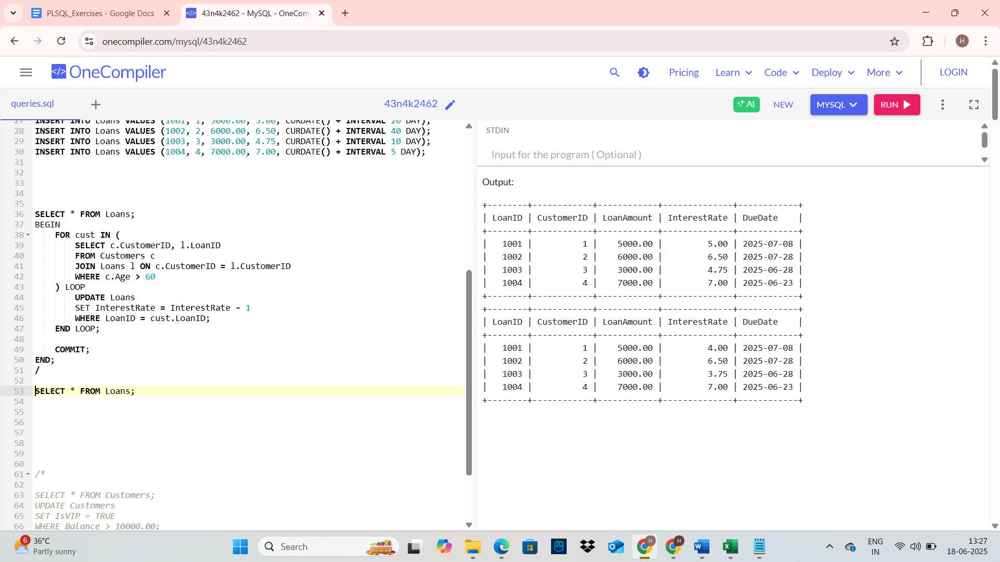 PLSQL_Exercises - Google Docs
43n4k2462 - MySQL - OneCom
onecompiler.com/mysql/43n4k2462
H
</> OneCompiler
Pricing
Learn
Code
Deploy
More
LOGIN
queries.sql
43n4k2462
AI
NEW
MYSQL
RUN
27 INSERT INTO Loans VALUES (1001, 1, 5000.00, 5.00, CURDATE() + INTERVAL 20 DAY);
28 INSERT INTO Loans VALUES (1002, 2, 6000.00, 6.50, CURDATE() + INTERVAL 40 DAY);
29 INSERT INTO Loans VALUES (1003, 3, 3000.00, 4.75, CURDATE() + INTERVAL 10 DAY);
30 INSERT INTO Loans VALUES (1004, 4, 7000.00, 7.00, CURDATE() + INTERVAL 5 DAY);
31
32
33
34
35
36 SELECT * FROM Loans;
37 BEGIN
38 FOR cust IN (
39 SELECT c.CustomerID, l.LoanID
40 FROM Customers c
41 JOIN Loans l ON c.CustomerID = l.CustomerID
42 WHERE c.Age > 60
43 ) LOOP
44 UPDATE Loans
45 SET InterestRate = InterestRate - 1
46 WHERE LoanID = cust.LoanID;
47 END LOOP;
48
49 COMMIT;
50 END;
51 /
52
53 SELECT * FROM Loans;
54
55
56
57
58
59
60
61 /*
62
63 SELECT * FROM Customers;
64 UPDATE Customers
65 SET IsVIP = TRUE
66 WHERE Balance > 10000.00;
STDIN
Input for the program ( Optional )
Output:
+--------+------------+------------+--------------+------------+
| LoanID | CustomerID | LoanAmount | InterestRate | DueDate    |
+--------+------------+------------+--------------+------------+
|   1001 |          1 |    5000.00 |         5.00 | 2025-07-08 |
|   1002 |          2 |    6000.00 |         6.50 | 2025-07-28 |
|   1003 |          3 |    3000.00 |         4.75 | 2025-06-28 |
|   1004 |          4 |    7000.00 |         7.00 | 2025-06-23 |
+--------+------------+------------+--------------+------------+
+--------+------------+------------+--------------+------------+
| LoanID | CustomerID | LoanAmount | InterestRate | DueDate    |
+--------+------------+------------+--------------+------------+
|   1001 |          1 |    5000.00 |         4.00 | 2025-07-08 |
|   1002 |          2 |    6000.00 |         6.50 | 2025-07-28 |
|   1003 |          3 |    3000.00 |         3.75 | 2025-06-28 |
|   1004 |          4 |    7000.00 |         7.00 | 2025-06-23 |
+--------+------------+------------+--------------+------------+
6
36°C
Partly sunny
Search
H
H
ENG
IN
13:27
18-06-2025